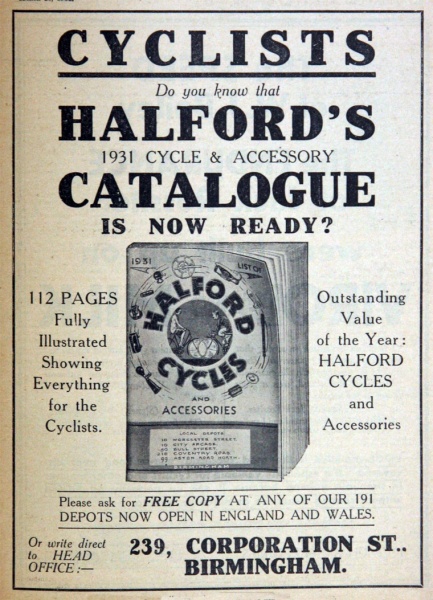 CYCLISTS
Do you know that
HALFORD'S
1931 CYCLE & ACCESSORY
CATALOGUE
IS NOW READY?
112 PAGES
Fully
Illustrated
Showing
Everything
for the
Cyclists.
1931
LIST OF
HALFORD
CYCLES
AND
ACCESSORIES
LOCAL DEPOTS
BIRMINGHAM
Outstanding
Value
of the Year:
HALFORD
CYCLES
and
Accessories
Please ask for FREE COPY AT ANY OF OUR 191
DEPOTS NOW OPEN IN ENGLAND AND WALES.
Or write direct
to HEAD
OFFICE:—
239, CORPORATION ST..
BIRMINGHAM.